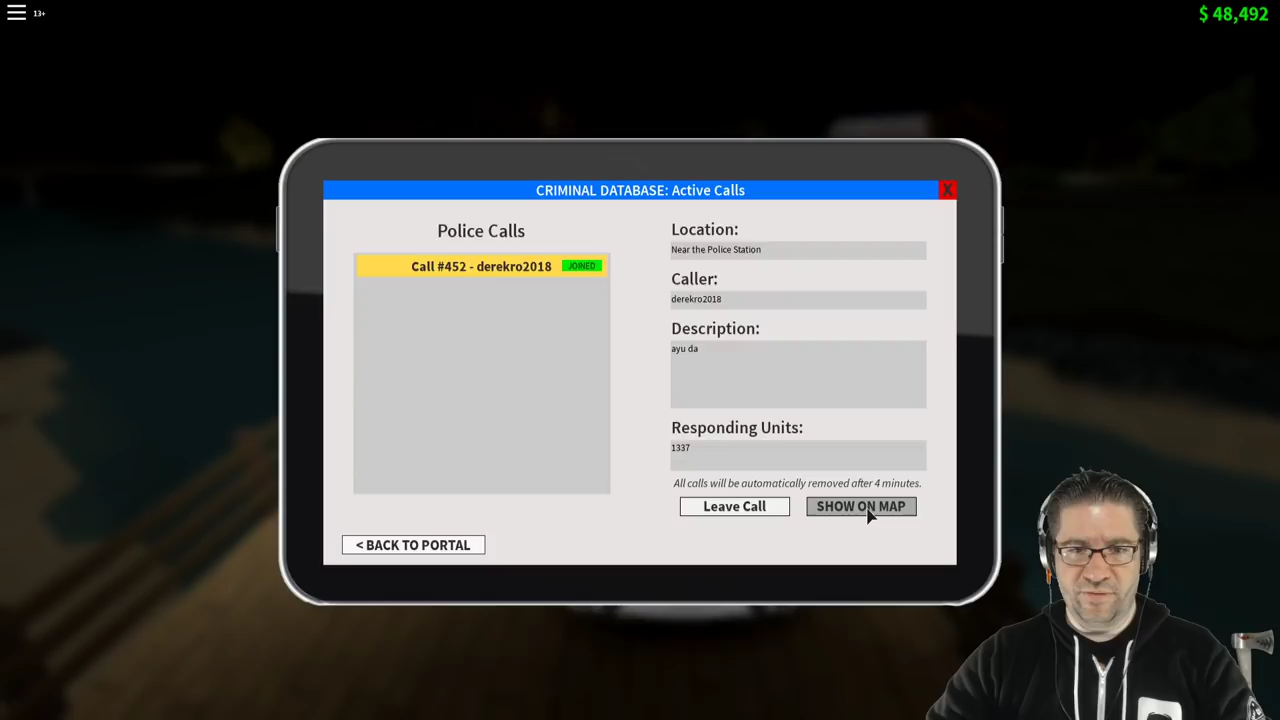 13+
$ 48,492
CRIMINAL DATABASE: Active Calls
X
Police Calls
Call #452 - derekro2018
JOINED
Location:
Near the Police Station
Caller:
derekro2018
Description:
ayu da
Responding Units:
1337
All calls will be automatically removed after 4 minutes.
Leave Call
SHOW ON MAP
< BACK TO PORTAL